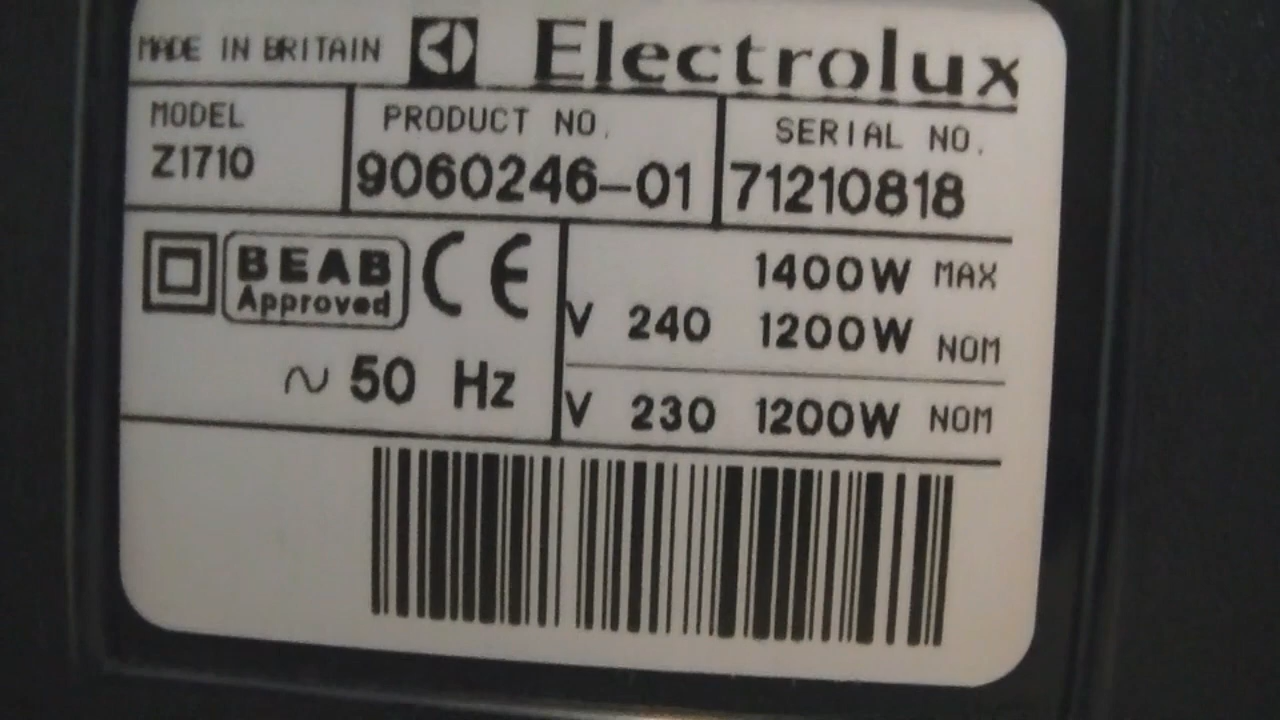 MADE IN BRITAIN Electrolux
MODEL PRODUCT NO. SERIAL NO.
Z1710 9060246-01 71210818
BEAB Approved CE
~ 50 Hz
1400W MAX
V 240 1200W NOM
V 230 1200W NOM